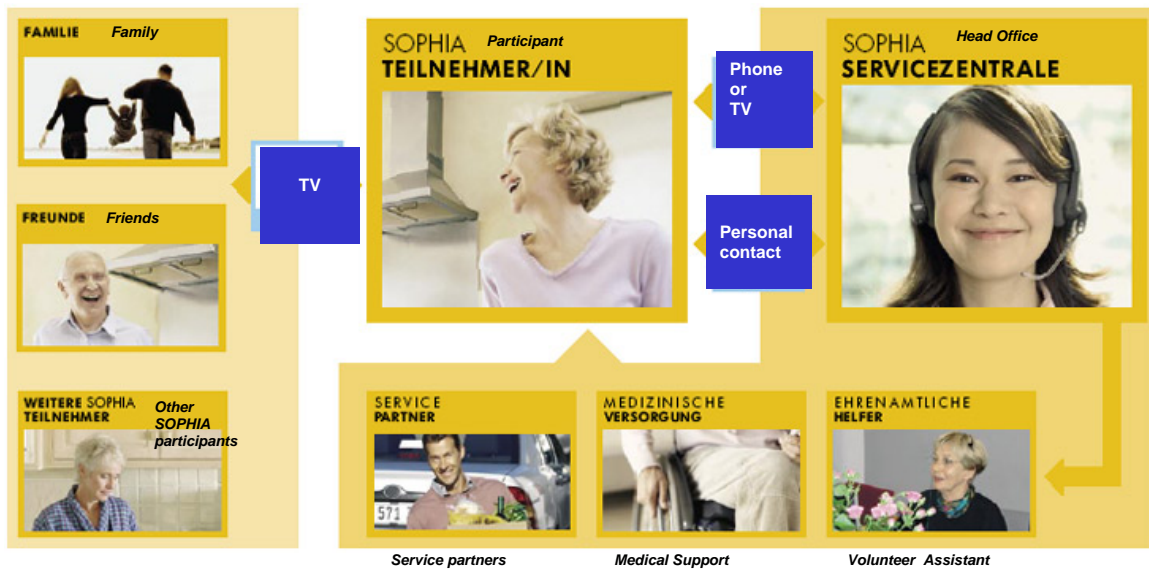 FAMILIE Family
FREUNDE Friends
WEITERE SOPHIA
TEILNEHMER
Other
SOPHIA
participants
TV
SOPHIA Participant
TEILNEHMER/IN
Phone
or
TV
Personal
contact
SOPHIA Head Office
SERVICEZENTRALE
SERVICE
PARTNER
MEDIZINISCHE
VERSORGUNG
EHRENAMTLICHE
HELFER
571
Service partners
Medical Support
Volunteer Assistant